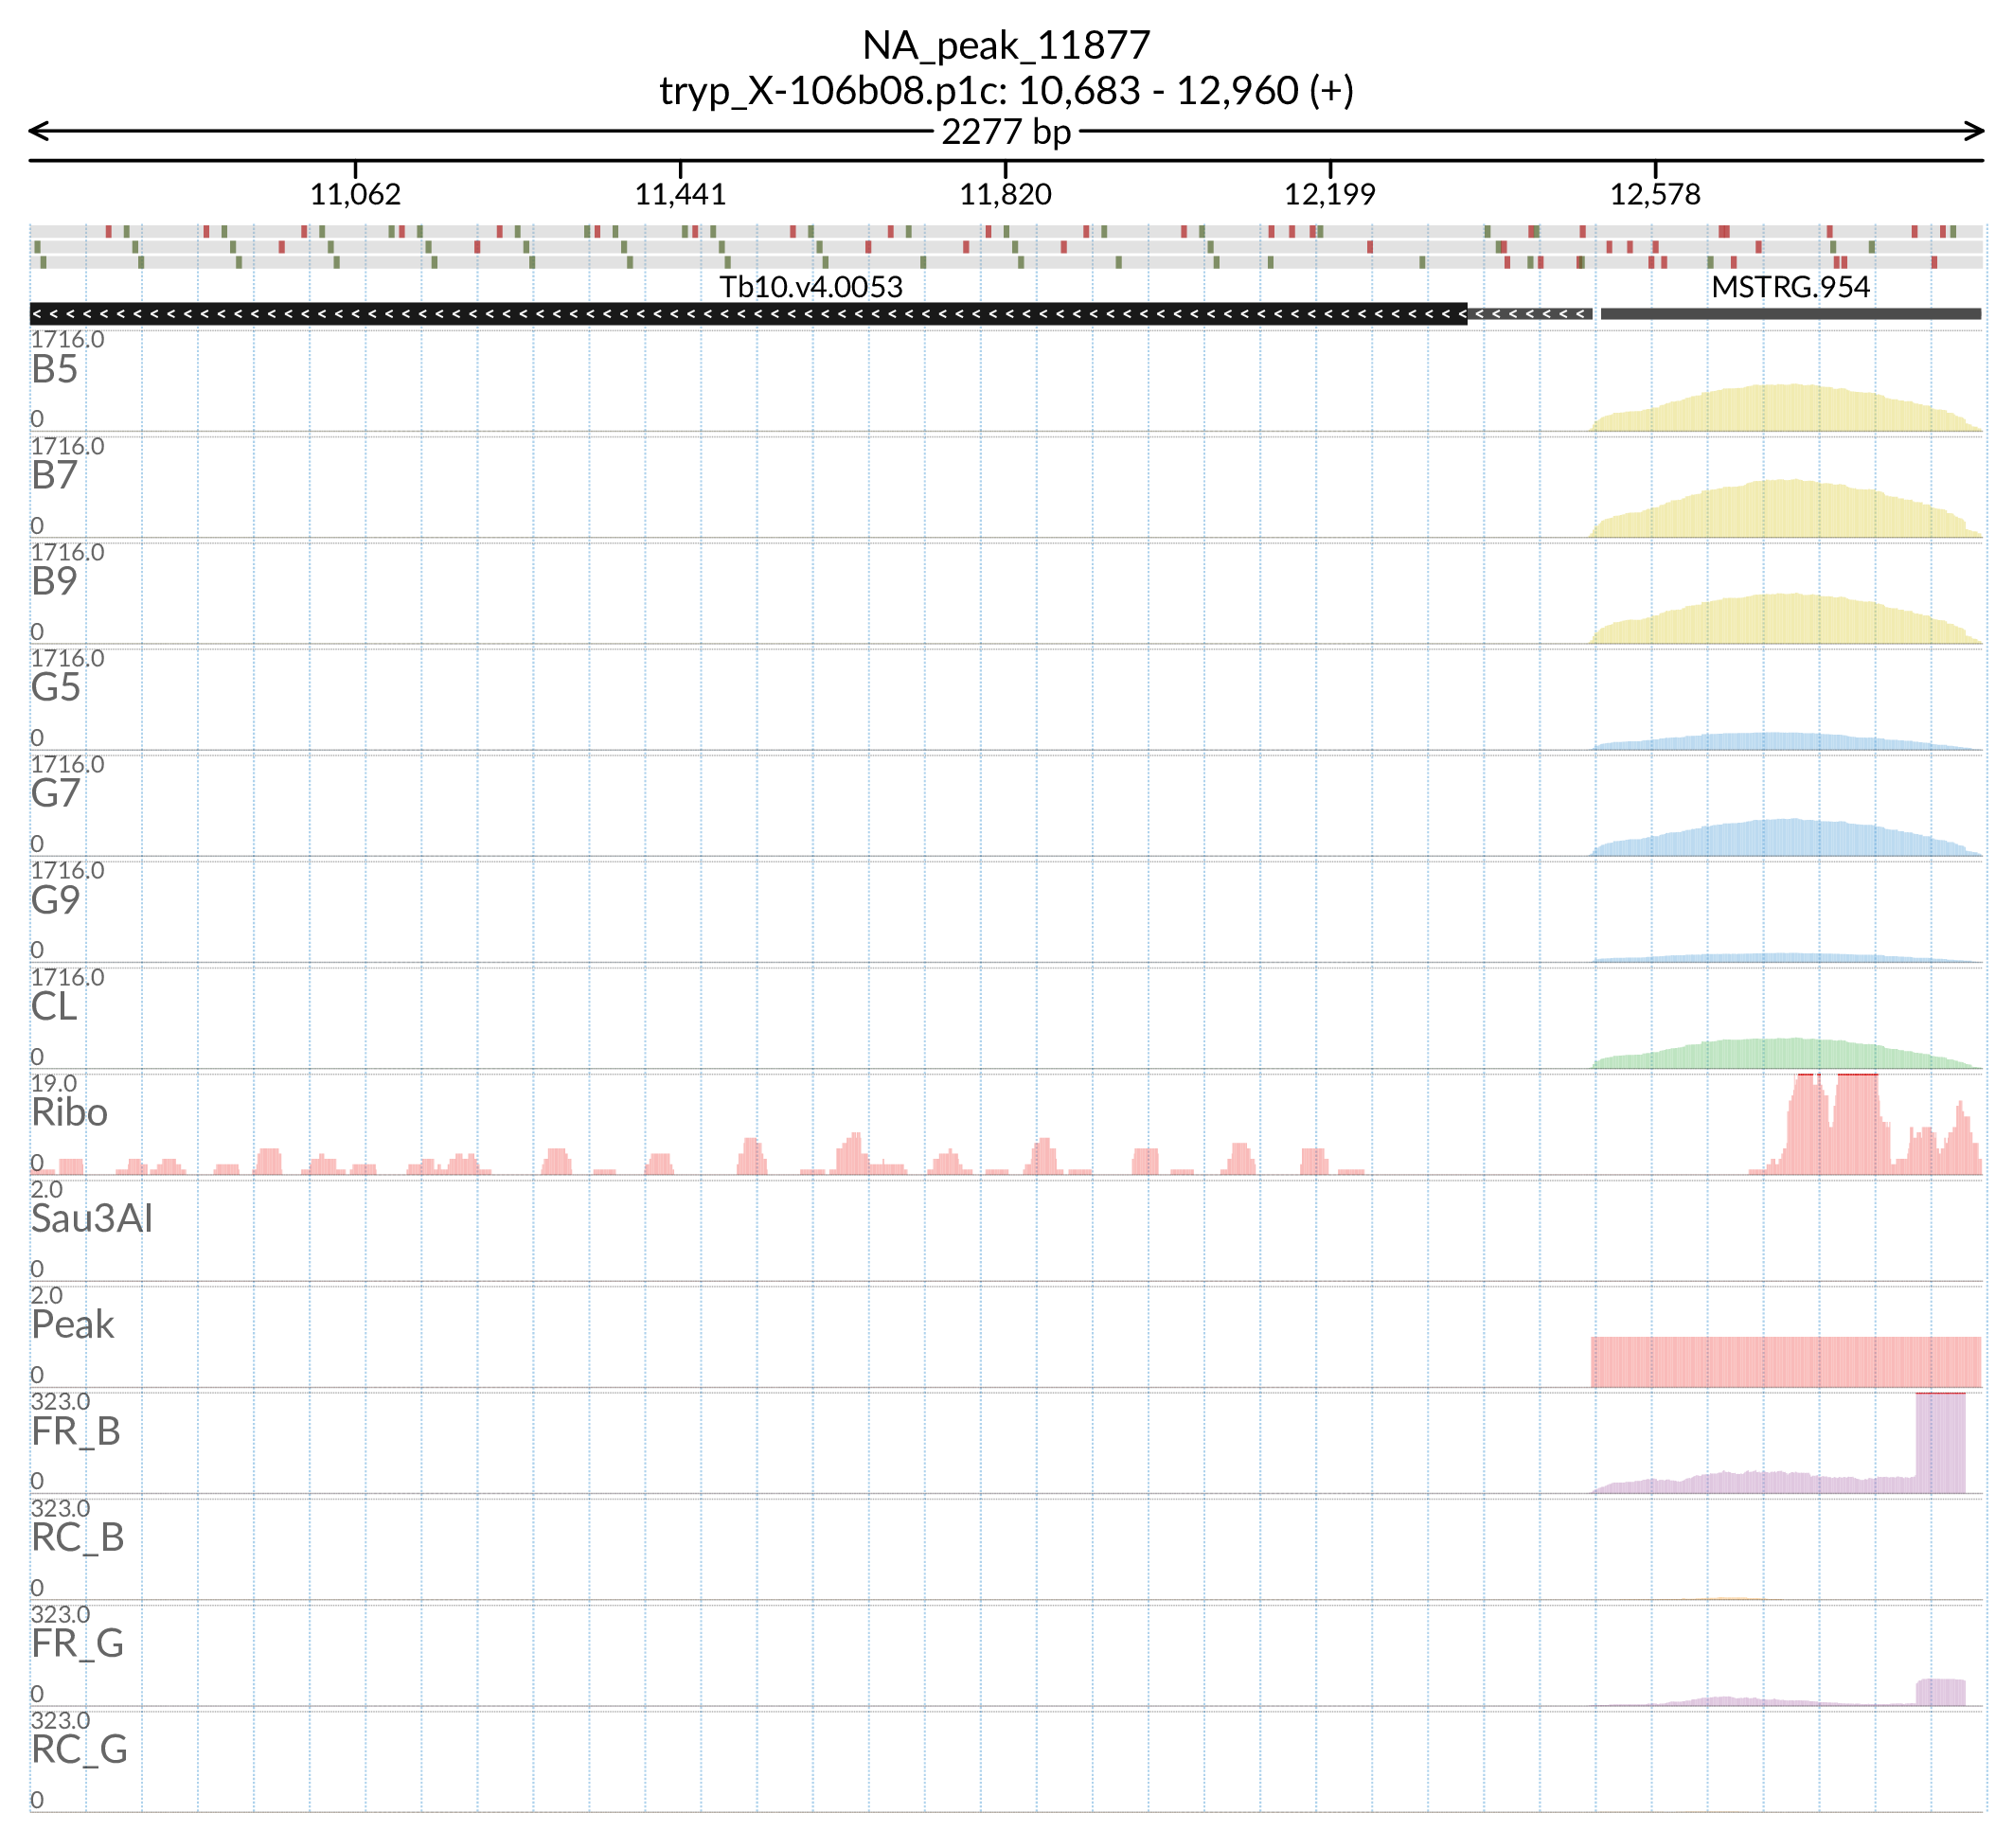 NA_peak_11877
tryp_X-106b08.p1c: 10,683 - 12,960 (+)
2277 bp
11,062 11,441 11,820 12,199 12,578
Tb10.v4.0053 MSTRG.954
1716.0
B5
0
1716.0
B7
0
1716.0
B9
0
1716.0
G5
0
1716.0
G7
0
1716.0
G9
0
1716.0
CL
0
19.0
Ribo
0
2.0
Sau3AI
0
2.0
Peak
0
323.0
FR_B
0
323.0
RC_B
0
323.0
FR_G
0
323.0
RC_G
0